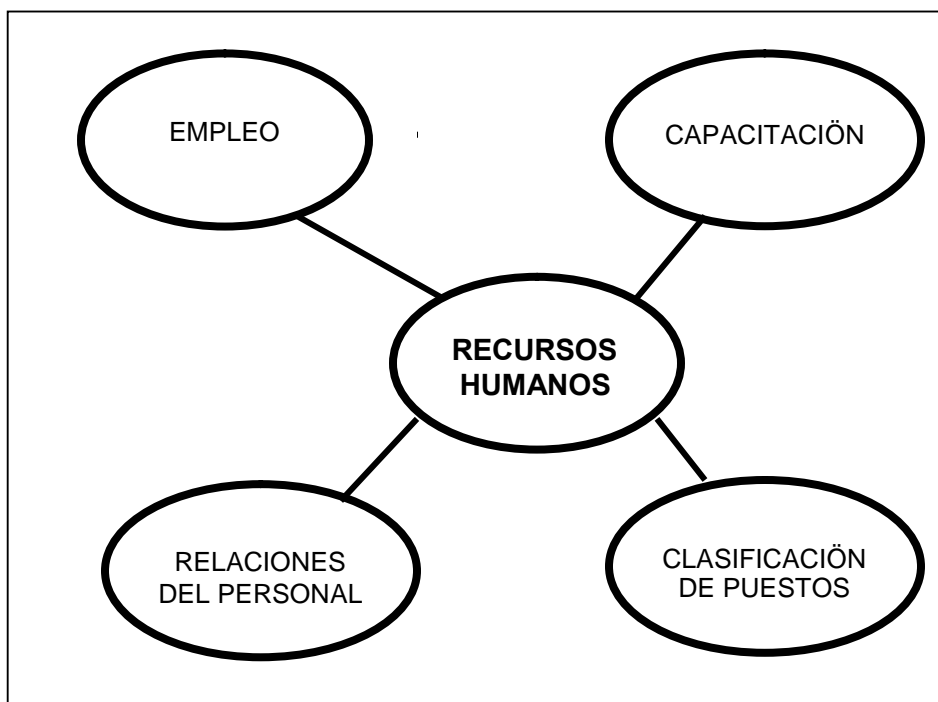 EMPLEO
CAPACITACIÖN
RECURSOS
HUMANOS
RELACIONES
DEL PERSONAL
CLASIFICACIÖN
DE PUESTOS